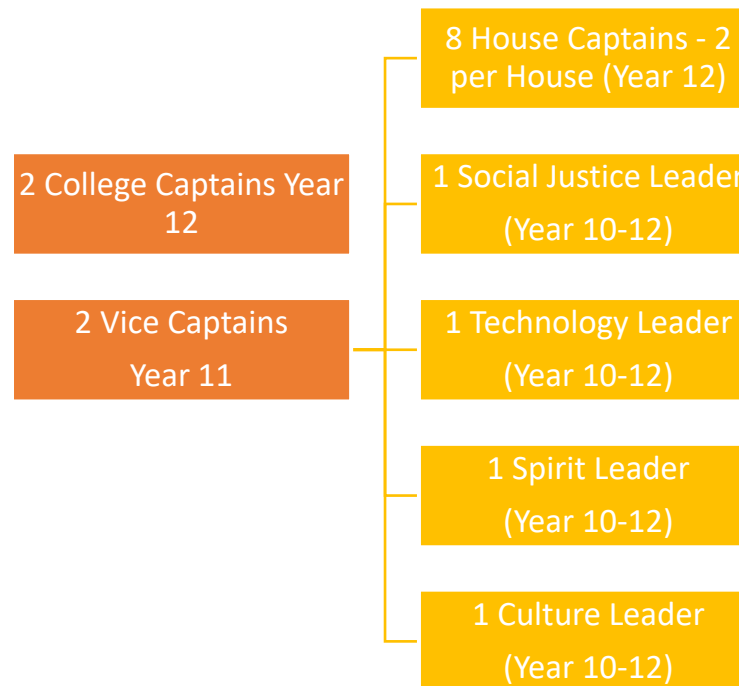 2 College Captains Year
12
2 Vice Captains
Year 11
8 House Captains - 2
per House (Year 12)
1 Social Justice Leader
(Year 10-12)
1 Technology Leader
(Year 10-12)
1 Spirit Leader
(Year 10-12)
1 Culture Leader
(Year 10-12)